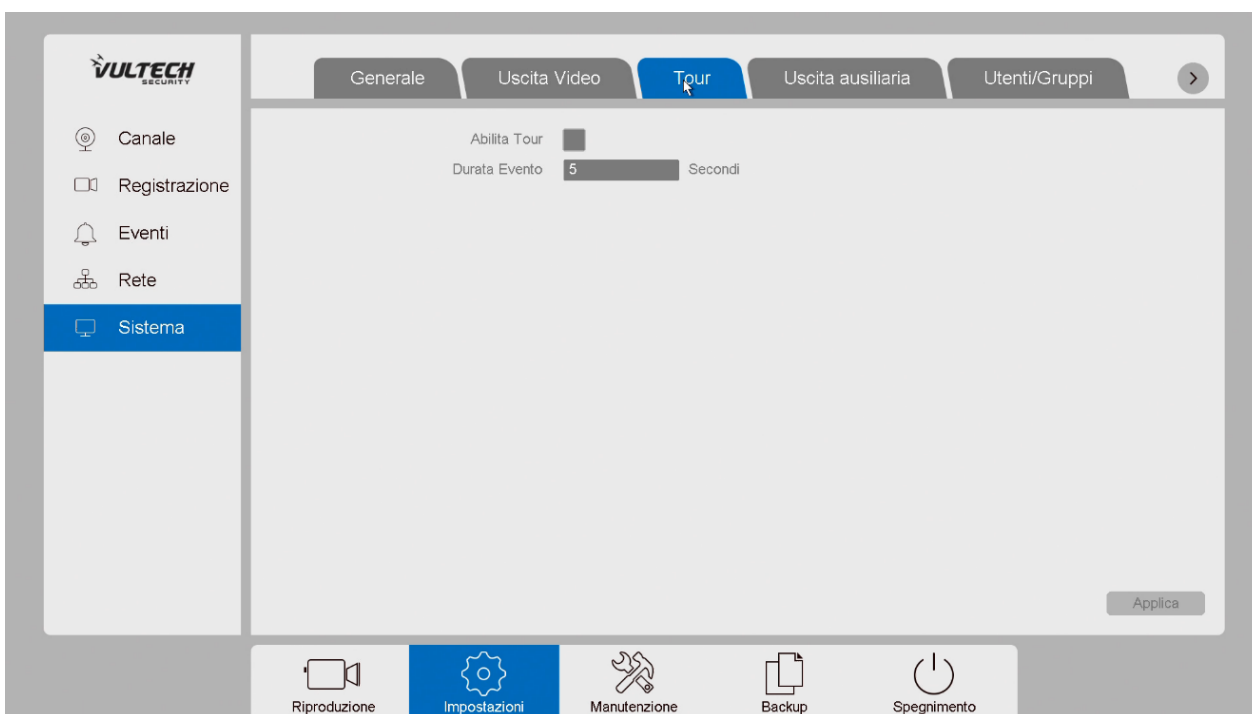 VULTECH
SECURITY
Generale
Uscita Video
Tour
Uscita ausiliaria
Utenti/Gruppi
Canale
Registrazione
Eventi
Rete
Sistema
Abilita Tour
Durata Evento 5 Secondi
Applica
Riproduzione
Impostazioni
Manutenzione
Backup
Spegnimento